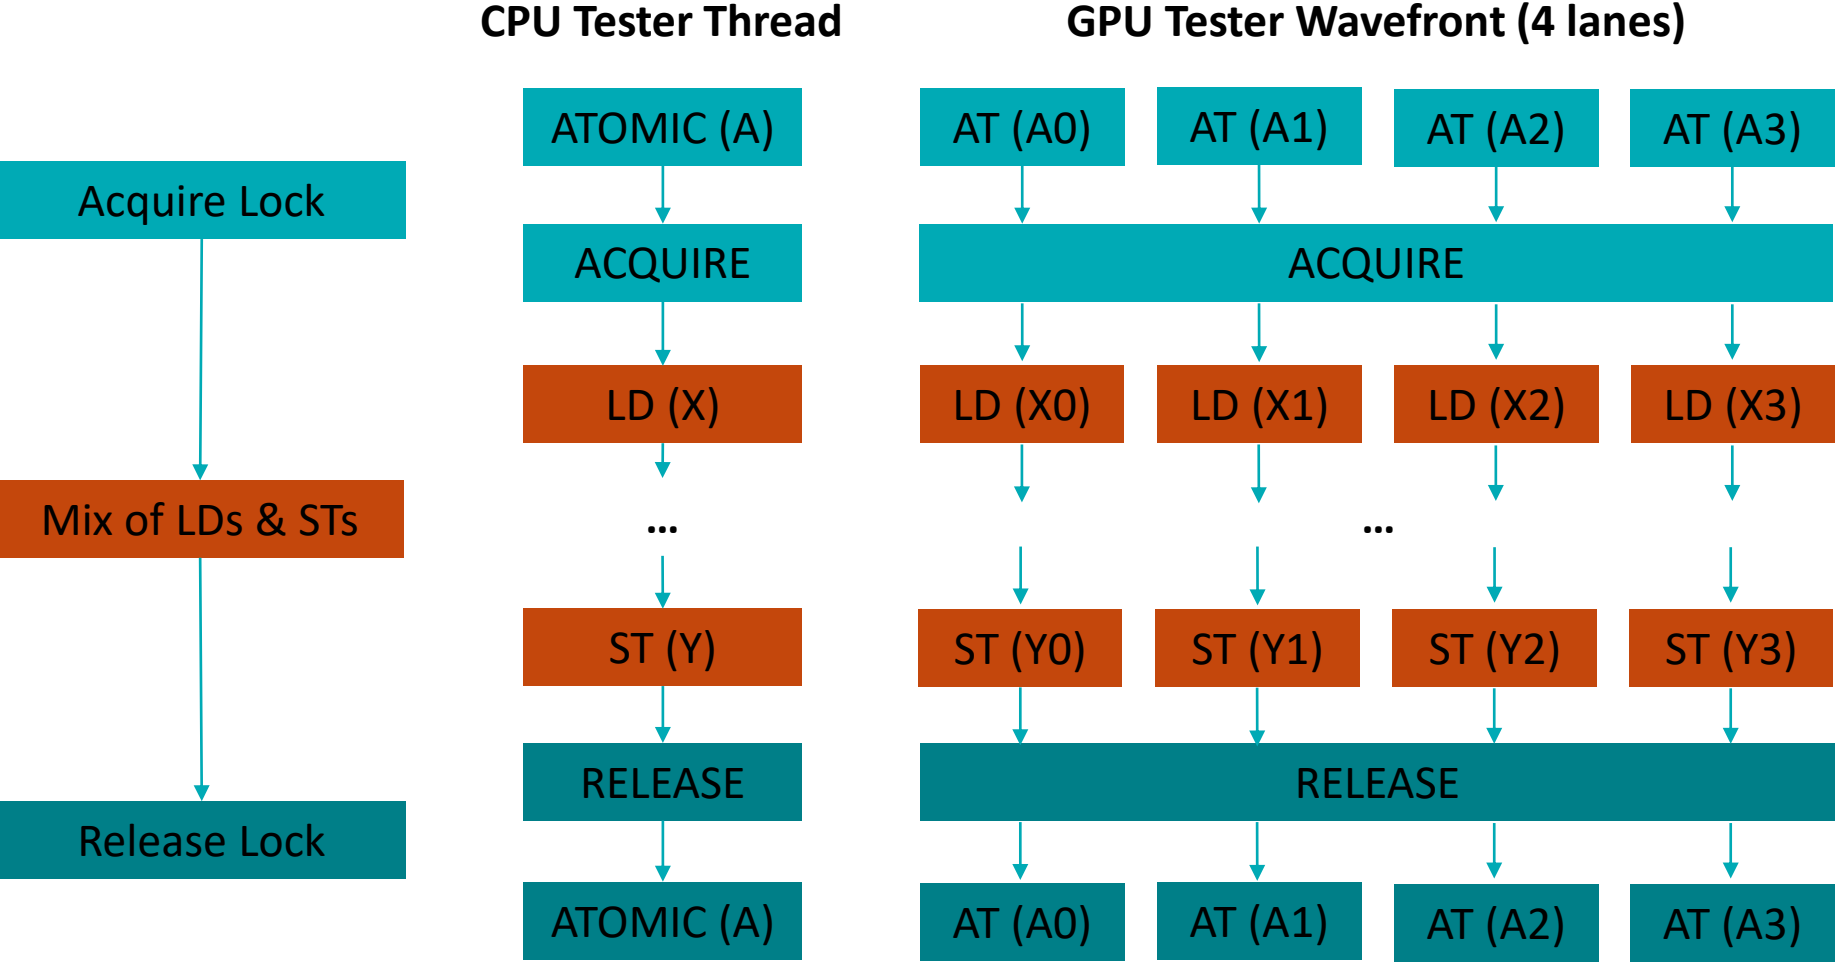 CPU Tester Thread
GPU Tester Wavefront (4 lanes)
ATOMIC (A)
AT (A0)
AT (A1)
AT (A2)
AT (A3)
Acquire Lock
ACQUIRE
ACQUIRE
LD (X)
LD (X0)
LD (X1)
LD (X2)
LD (X3)
Mix of LDs & STs
...
...
ST (Y)
ST (Y0)
ST (Y1)
ST (Y2)
ST (Y3)
RELEASE
RELEASE
Release Lock
ATOMIC (A)
AT (A0)
AT (A1)
AT (A2)
AT (A3)